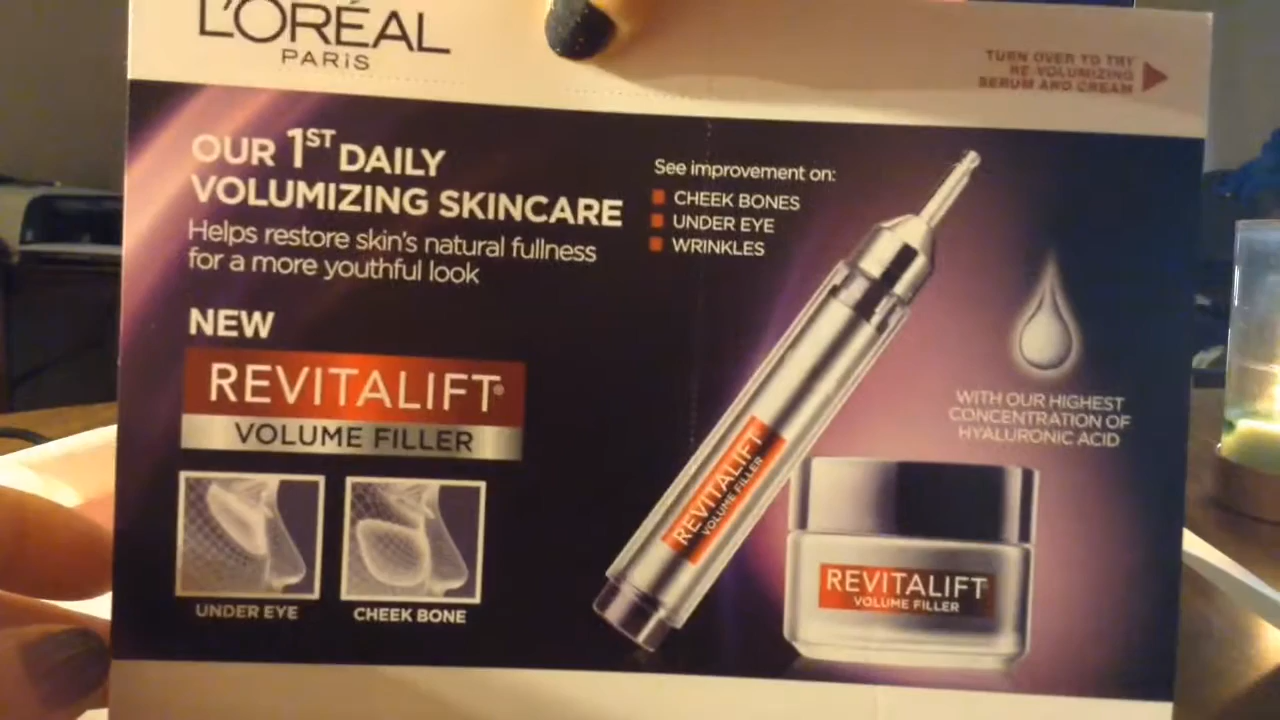 L'ORÉAL
PARIS
TURN OVER TO TRY
RE-VOLUMIZING
SERUM AND CREAM
OUR 1ST DAILY
VOLUMIZING SKINCARE
Helps restore skin's natural fullness
for a more youthful look
See improvement on:
CHEEK BONES
UNDER EYE
WRINKLES
NEW
REVITALIFT®
VOLUME FILLER
UNDER EYE
CHEEK BONE
REVITALIFT
VOLUME FILLER
WITH OUR HIGHEST
CONCENTRATION OF
HYALURONIC ACID
REVITALIFT®
VOLUME FILLER